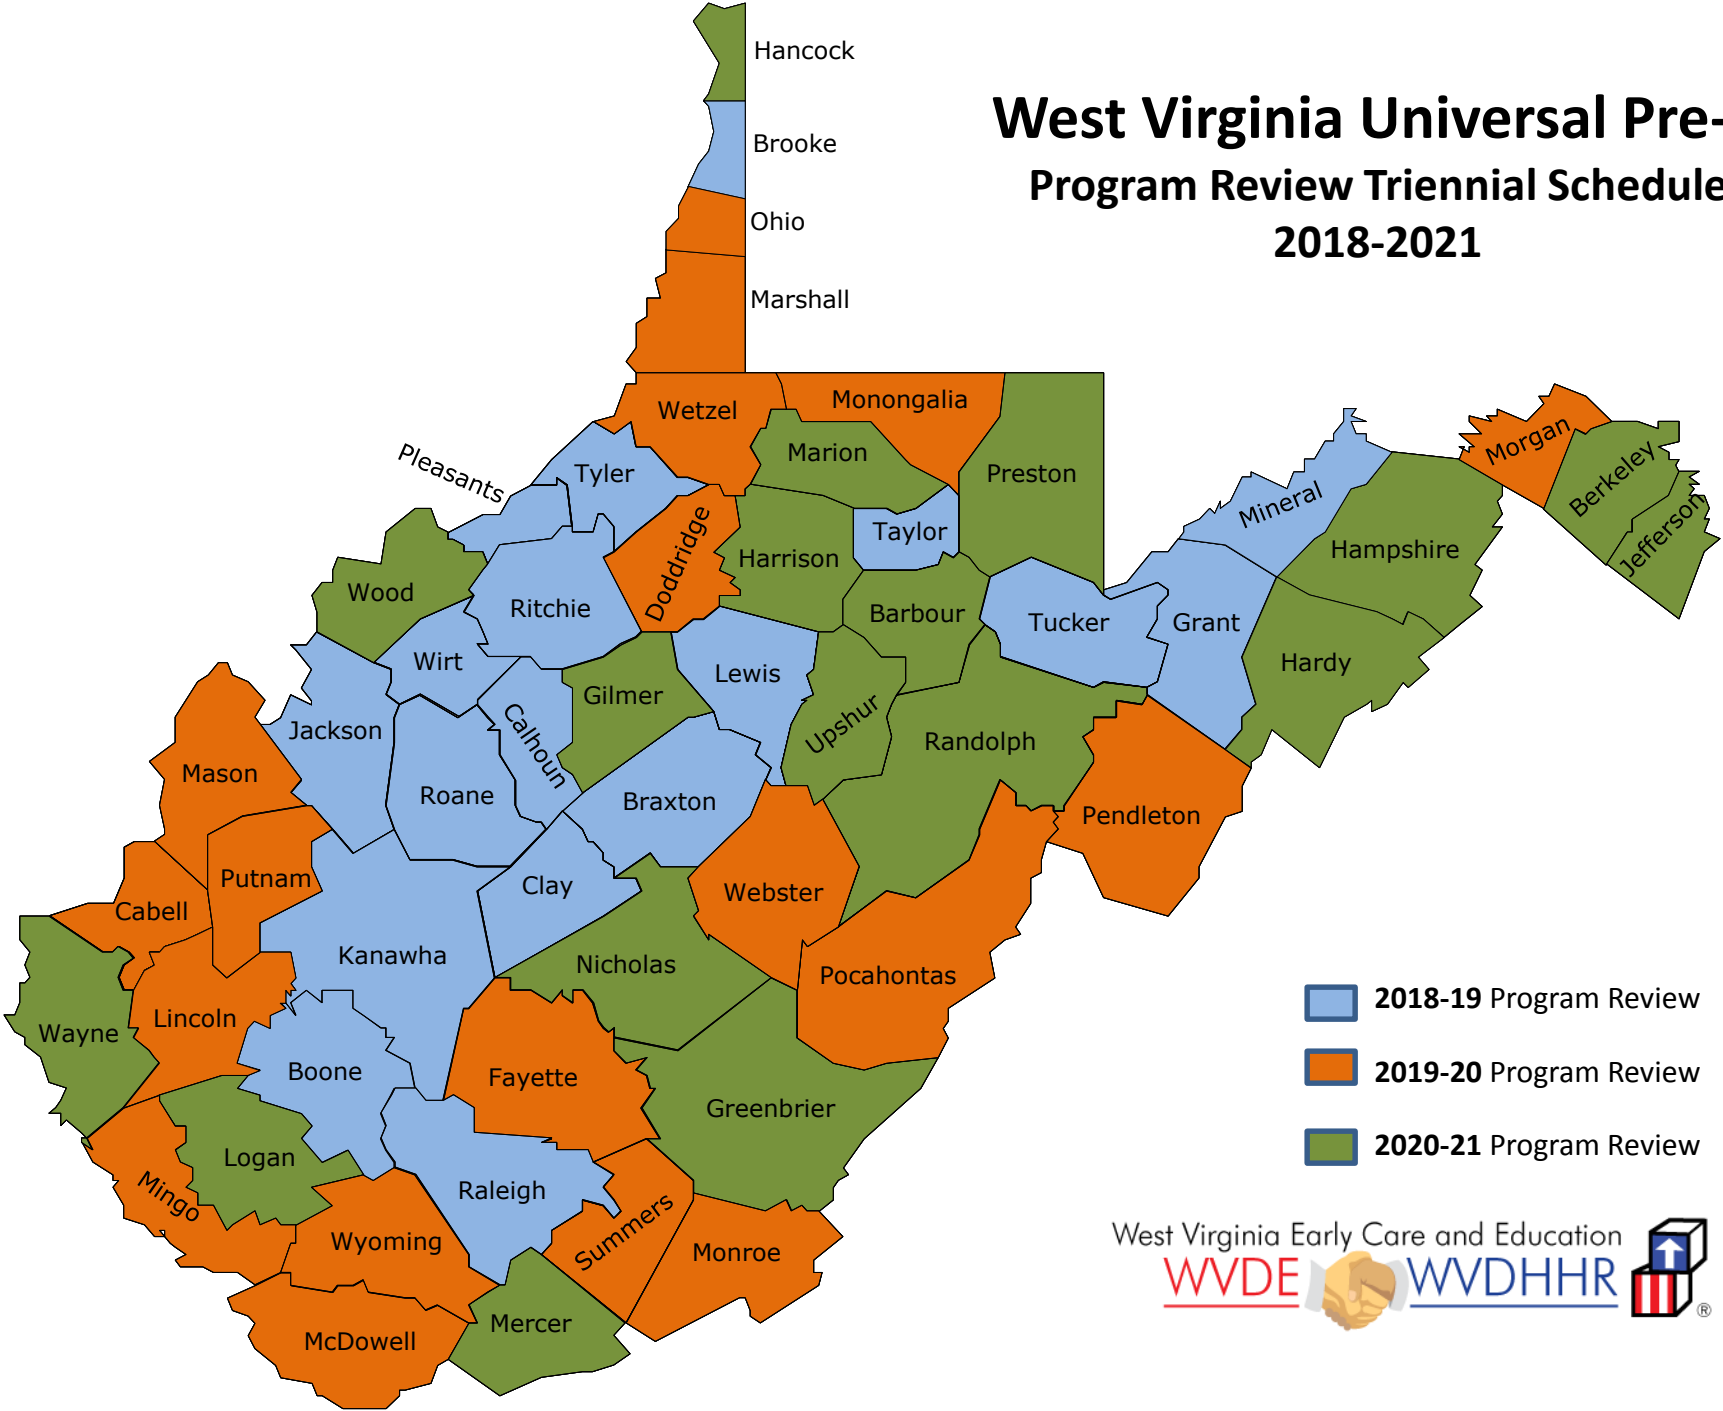 Hancock
West Virginia Universal Pre-
Brooke
Program Review Triennial Schedule
Ohio
2018-2021
Marshall
Wetzel
Monongalia
Marion
Morgan
Pleasants
Tyler
Preston
Berkeley
Mineral
Taylor
Jefferson
Doddridge
Harrison
Hampshire
Wood
Ritchie
Barbour
Tucker
Grant
Wirt
Lewis
Hardy
Gilmer
Jackson
Calhoun
Upshur
Randolph
Mason
Roane
Braxton
Pendleton
Putnam
Clay
Webster
Cabell
Kanawha
Nicholas
Pocahontas
2018-19 Program Review
Lincoln
Wayne
Boone
Fayette
2019-20 Program Review
Greenbrier
Logan
2020-21 Program Review
Mingo
Raleigh
Summers
Wyoming
Monroe
West Virginia Early Care and Education
WVDE WVDHHR
®
Mercer
McDowell